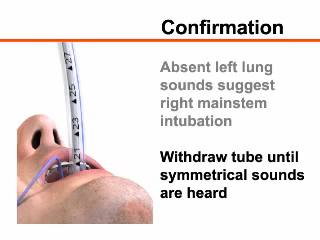 Confirmation
Absent left lung
sounds suggest
right mainstem
intubation
Withdraw tube until
symmetrical sounds
are heard
27
25
23
21